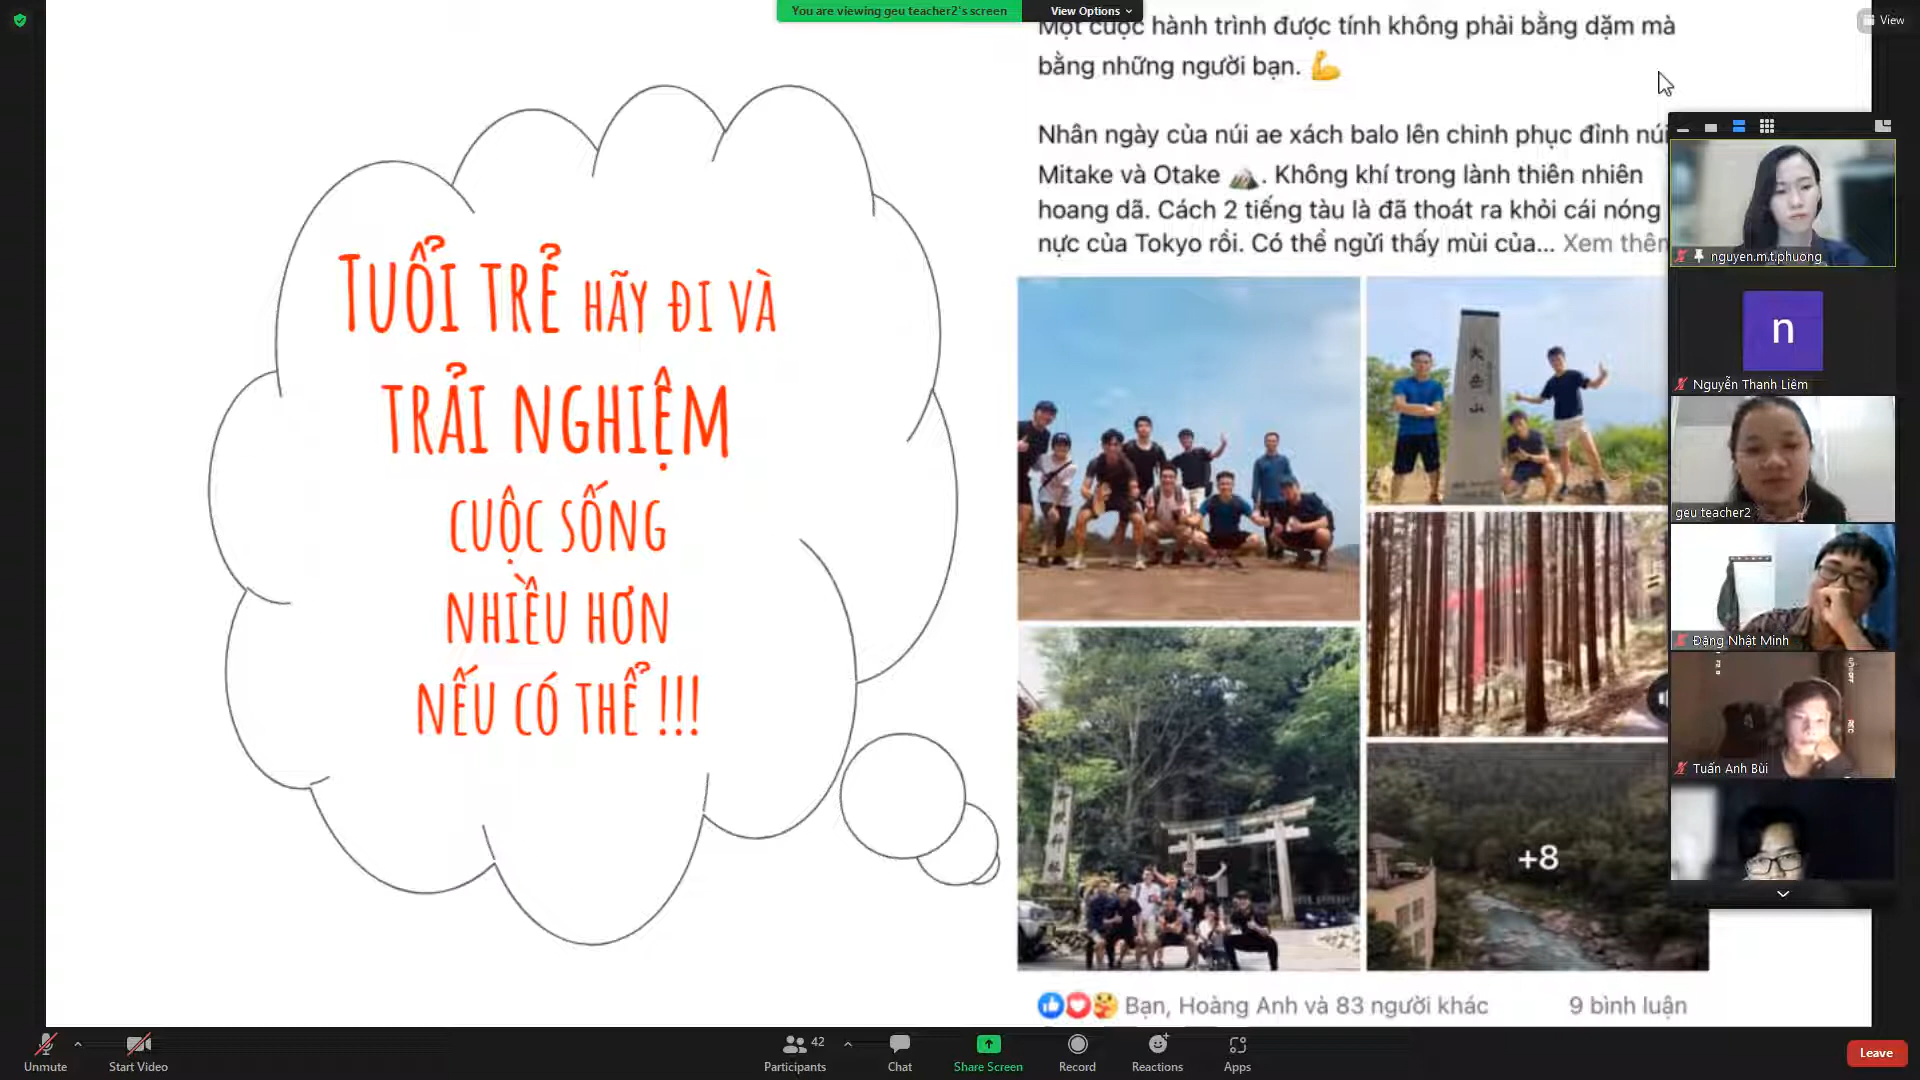 You are viewing geu teacher2's screen
View Options
View
Một cuộc hành trình được tính không phải bằng dặm mà
bằng những người bạn. 💪
Nhân ngày của núi ae xách balo lên chinh phục đỉnh núi
Mitake và Otake ⛰️. Không khí trong lành thiên nhiên
hoang dã. Cách 2 tiếng tàu là đã thoát ra khỏi cái nóng
nực của Tokyo rồi. Có thể ngửi thấy mùi của... Xem thêm
TUỔI TRẺ HÃY ĐI VÀ
TRẢI NGHIỆM
CUỘC SỐNG
NHIỀU HƠN
NẾU CÓ THỂ !!!
大岳山
+8
Bạn, Hoàng Anh và 83 người khác
9 bình luận
nguyen.m.t.phuong
n
Nguyễn Thanh Liêm
geu teacher2
Đặng Nhật Minh
Tuấn Anh Bùi
Unmute
Start Video
Participants
42
Chat
Share Screen
Record
Reactions
Apps
Leave